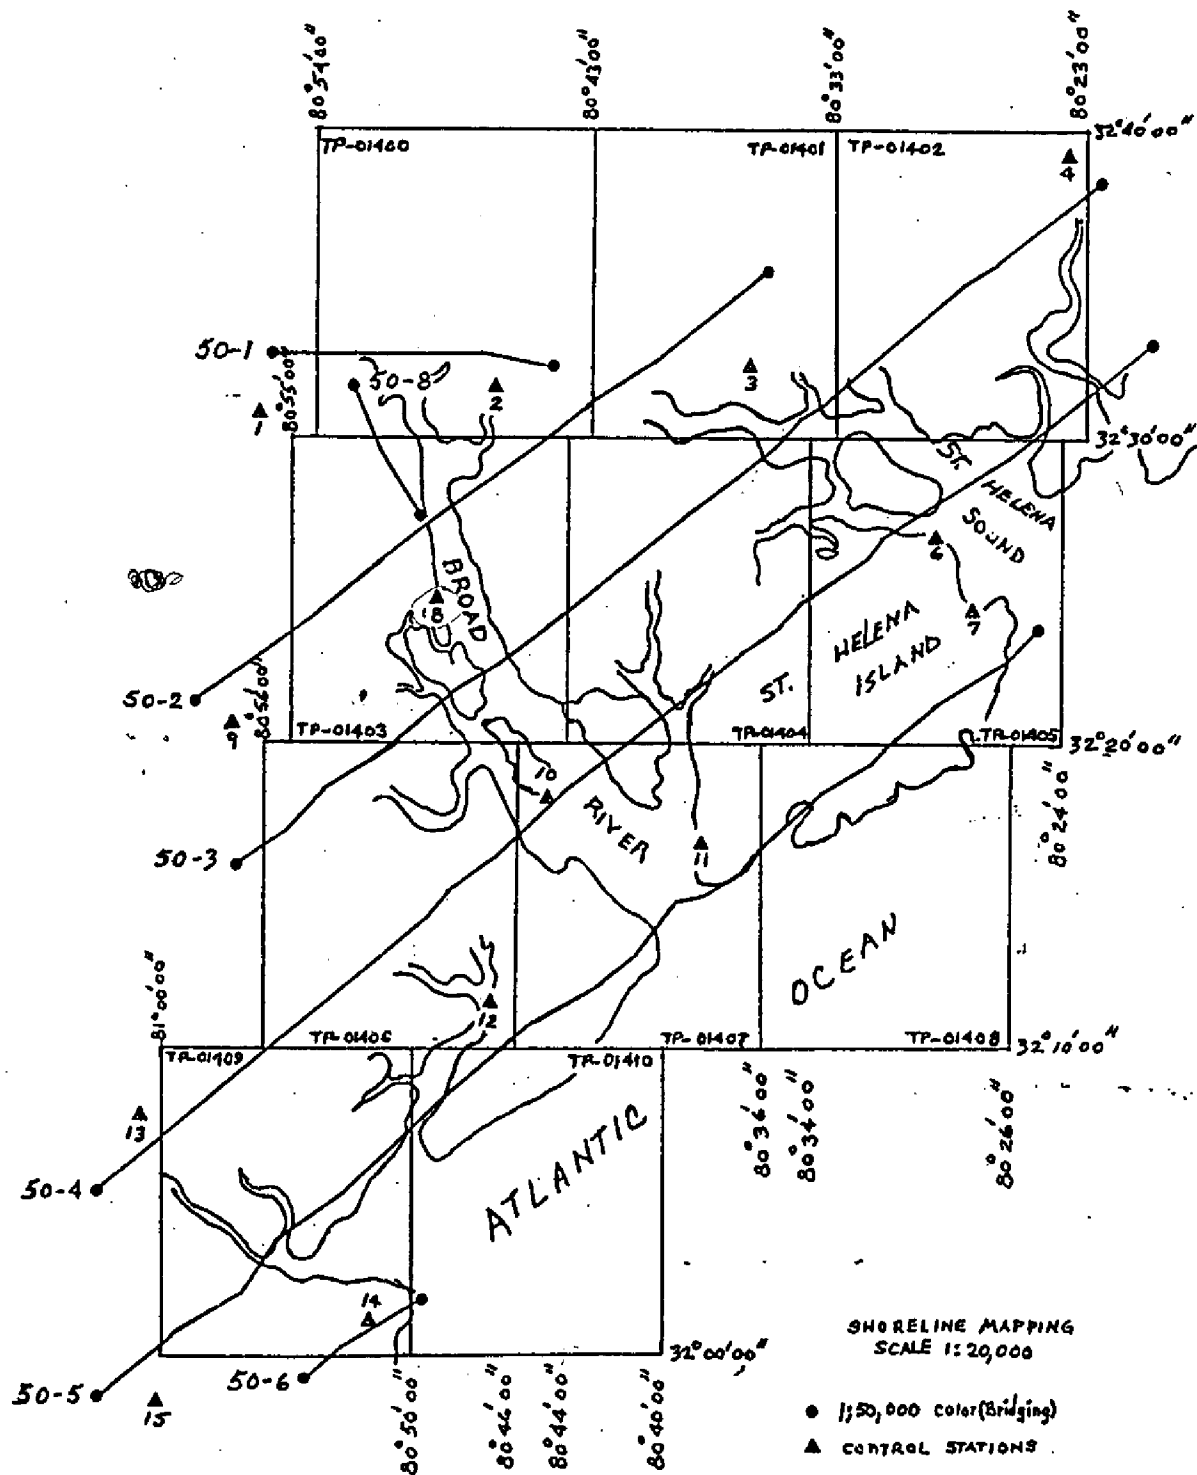 80°54'00"
80°43'00"
80°33'00"
80°23'00"
32°40'00"
TP-01400
TP-01401
TP-01402
4
50-1
50-8
2
3
1
80°55'00"
32°30'00"
ST. HELENA
SOUND
6
BROAD
8
7
HELENA
ST.
ISLAND
50-2
9
80°56'00"
TP-01403
TP-01404
TP-01405
32°20'00"
10
RIVER
11
80°24'00"
50-3
OCEAN
12
81°00'00"
TP-01409
TP-01406
TP-01410
TP-01407
TP-01408
32°10'00"
13
80°36'00"
80°34'00"
80°26'00"
50-4
ATLANTIC
14
SHORELINE MAPPING
SCALE 1:20,000
32°00'00"
50-5
15
50-6
80°50'00"
80°46'00"
80°44'00"
80°40'00"
1:50,000 color (Bridging)
CONTROL STATIONS